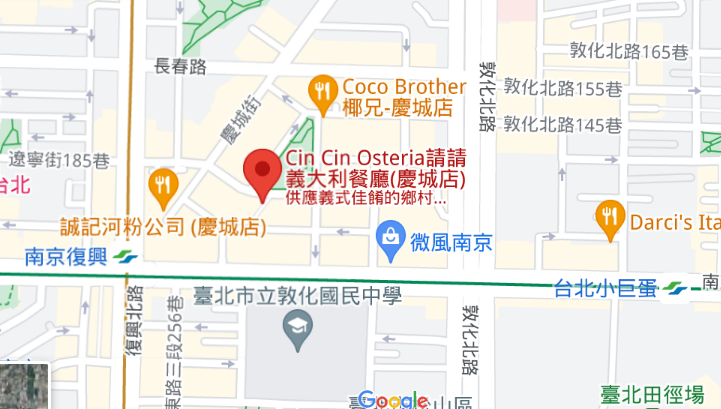 敦化北路165巷
長春路
敦化北路
Coco Brother
椰兄-慶城店
敦化北路155巷
慶城街
敦化北路145巷
遼寧街185巷
Cin Cin Osteria請請
義大利餐廳(慶城店)
供應義式佳餚的鄉村...
台北
誠記河粉公司 (慶城店)
Darci's Ita
微風南京
南京復興
南
台北小巨蛋
臺北市立敦化國民中學
復興北路
東路三段256巷
敦化北路
臺北田徑場
Google